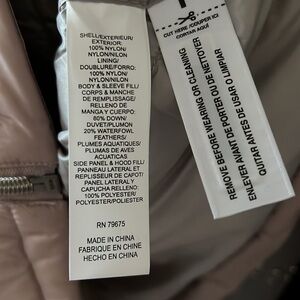 SHELL/EXTERIEUR/
EXTERIOR:
100% NYLON/
NYLON/NILON
LINING/
DOUBLURE/FORRO:
100% NYLON/
NYLON/NILON
BODY & SLEEVE FILL/
CORPS & MANCHE
DE REMPLISSAGE/
RELLENO DE
MANGA Y CUERPO:
80% DOWN/
DUVET/PLUMON
20% WATERFOWL
FEATHERS/
PLUMES AQUATIQUES/
PLUMAS DE AVES
ACUATICAS
SIDE PANEL & HOOD FILL/
PANNEAU LATERAL ET
REPLISSEUR DE CAPOT/
PANEL LATERAL Y
CAPUCHA RELLENO:
100% POLYESTER/
POLYESTER/POLIESTER
RN 79675
MADE IN CHINA
FABRIQUE EN CHINE
HECHO EN CHINA
CUT HERE /COUPER ICI
CORTAR AQUI
REMOVE BEFORE WEARING OR CLEANING
ENLEVER AVANT DE PORTER OU DE NETTOYER
QUITAR ANTES DE USAR O LIMPIAR